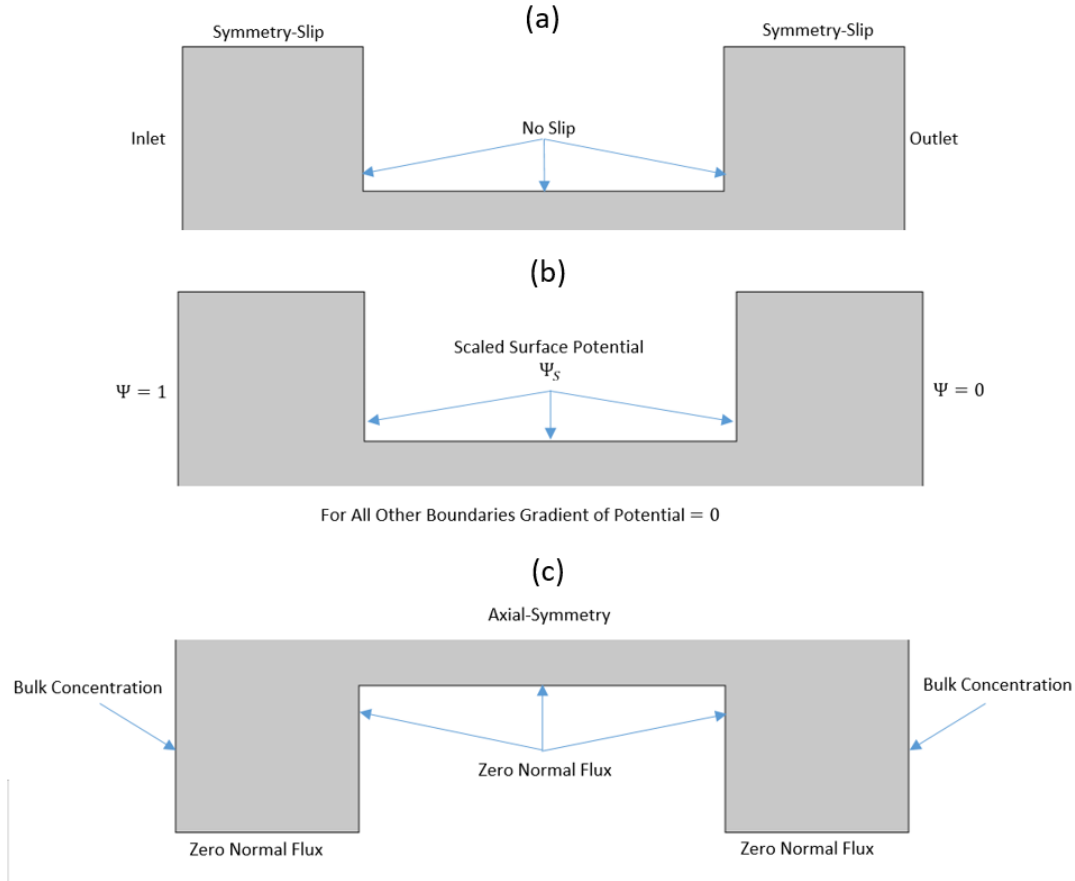 (a)
Symmetry-Slip
Symmetry-Slip
Inlet
No Slip
Outlet
(b)
Scaled Surface Potential
Ψ_S
Ψ = 1
Ψ = 0
For All Other Boundaries Gradient of Potential = 0
(c)
Axial-Symmetry
Bulk Concentration
Bulk Concentration
Zero Normal Flux
Zero Normal Flux
Zero Normal Flux